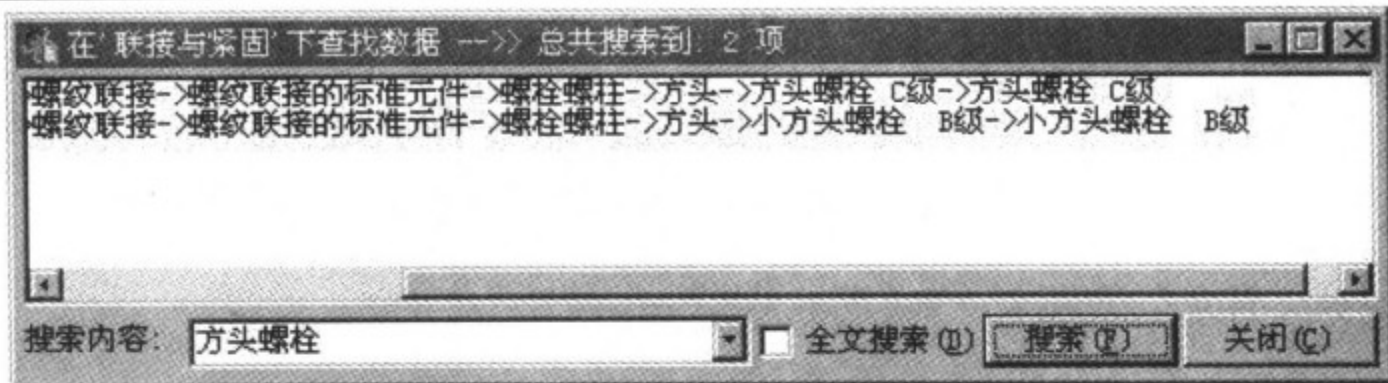 在'联接与紧固'下查找数据 -->> 总共搜索到: 2 项
>螺纹联接->螺纹联接的标准元件->螺栓螺柱->方头->方头螺栓 C级->方头螺栓 C级
>螺纹联接->螺纹联接的标准元件->螺栓螺柱->方头->小方头螺栓 B级->小方头螺栓 B级
搜索内容: 方头螺栓 全文搜索(D) 搜索(F) 关闭(C)